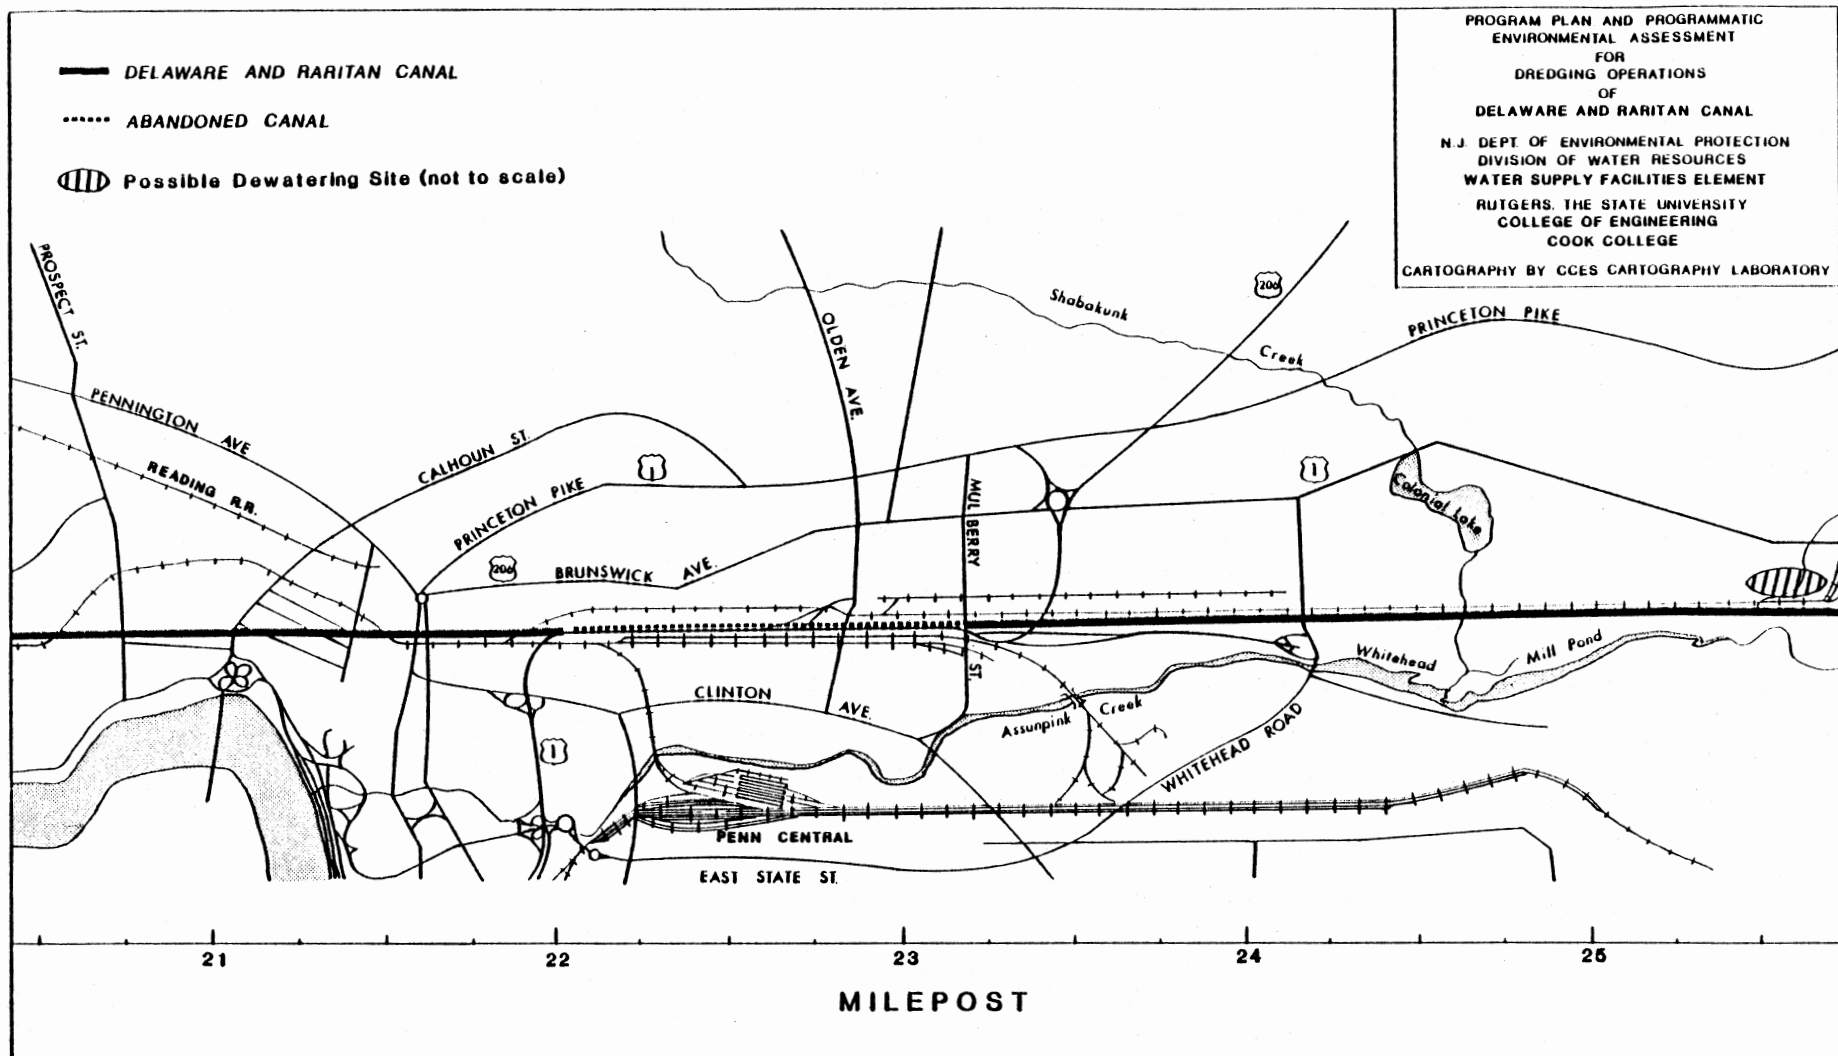 PROGRAM PLAN AND PROGRAMMATIC
ENVIRONMENTAL ASSESSMENT
FOR
DREDGING OPERATIONS
OF
DELAWARE AND RARITAN CANAL
N.J. DEPT. OF ENVIRONMENTAL PROTECTION
DIVISION OF WATER RESOURCES
WATER SUPPLY FACILITIES ELEMENT
RUTGERS, THE STATE UNIVERSITY
COLLEGE OF ENGINEERING
COOK COLLEGE
CARTOGRAPHY BY CCES CARTOGRAPHY LABORATORY
DELAWARE AND RARITAN CANAL
ABANDONED CANAL
Possible Dewatering Site (not to scale)
PROSPECT ST.
PENNINGTON AVE
READING R.R.
CALHOUN ST.
PRINCETON PIKE
1
206
BRUNSWICK AVE.
OLDEN AVE.
Shabakunk Creek
206
PRINCETON PIKE
MULBERRY ST.
1
Colonial Lake
CLINTON AVE.
1
Assunpink Creek
Whitehead Mill Pond
WHITEHEAD ROAD
PENN CENTRAL
EAST STATE ST.
21 22 23 24 25
MILEPOST